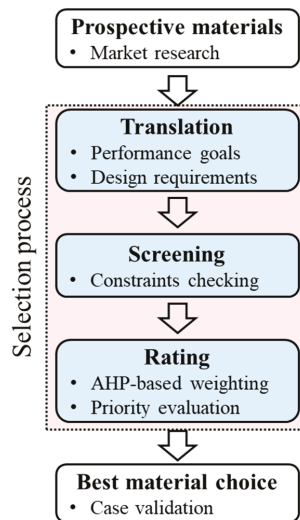 Prospective materials
• Market research
Selection process
Translation
• Performance goals
• Design requirements
Screening
• Constraints checking
Rating
• AHP-based weighting
• Priority evaluation
Best material choice
• Case validation